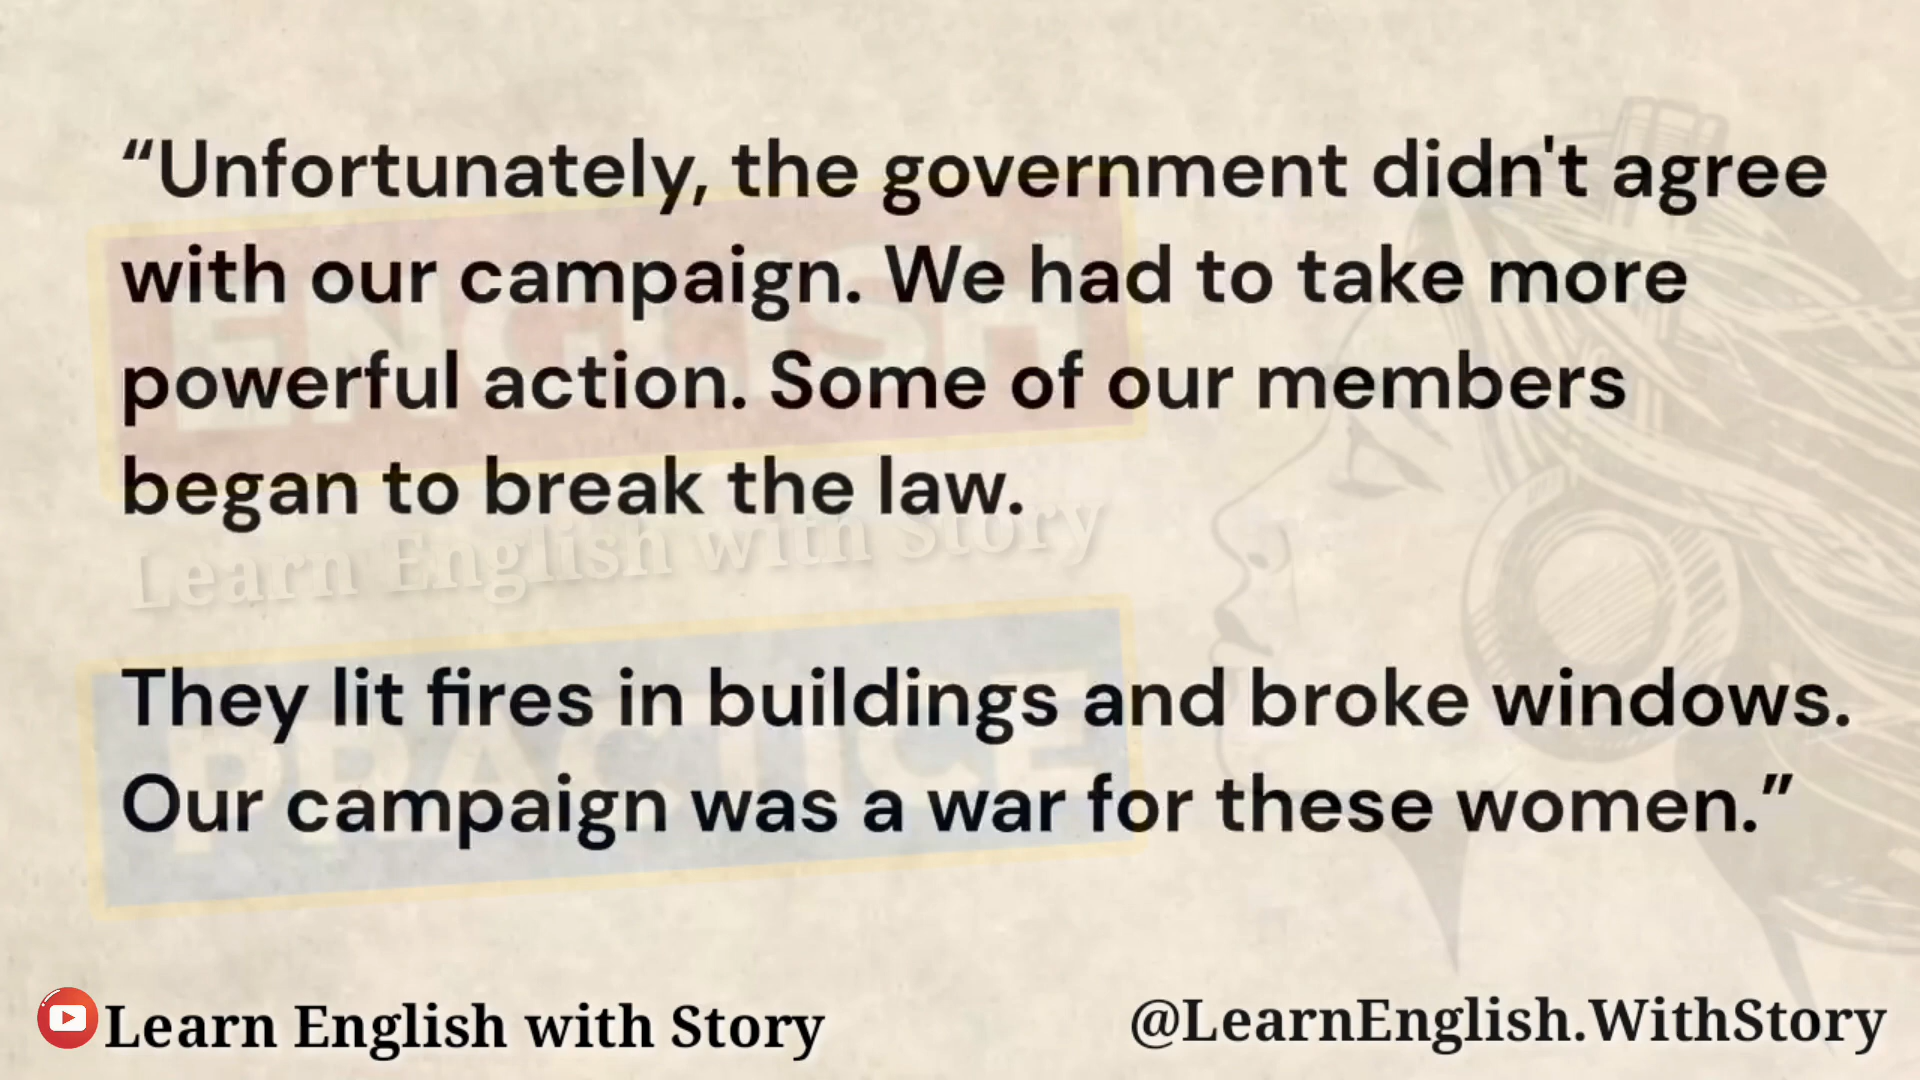 “Unfortunately, the government didn't agree
with our campaign. We had to take more
powerful action. Some of our members
began to break the law.
They lit fires in buildings and broke windows.
Our campaign was a war for these women.”
ENGLISH
Learn English with Story
PRACTICE
Learn English with Story
@LearnEnglish.WithStory